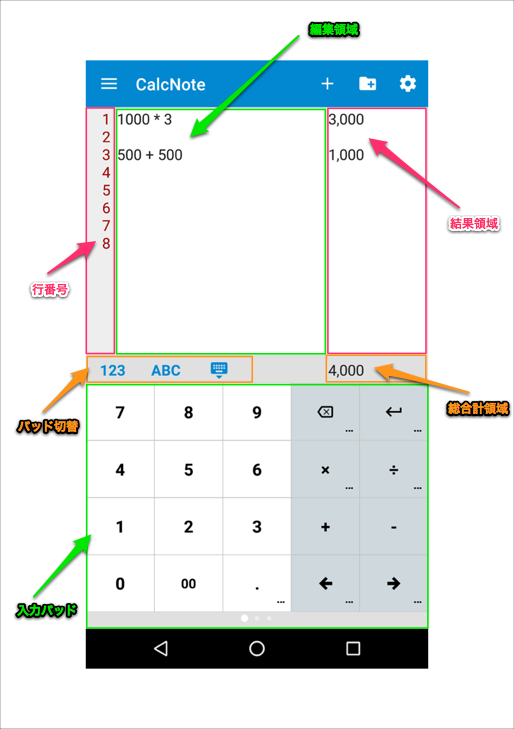 編集領域
CalcNote
1 1000 * 3 3,000
2
3 500 + 500 1,000
4
5
6
7
8
結果領域
行番号
123 ABC 4,000
パッド切替
総合計領域
7 8 9
4 5 6 × ÷
1 2 3 + -
0 00 .
入力パッド